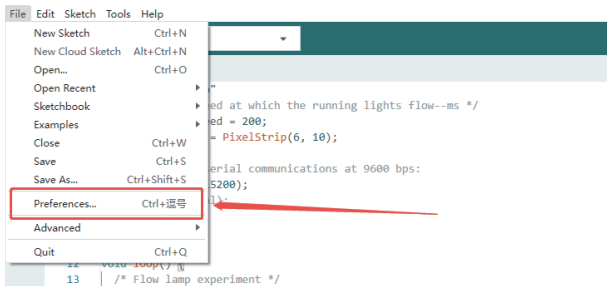 File Edit Sketch Tools Help
New Sketch Ctrl+N
New Cloud Sketch Alt+Ctrl+N
Open... Ctrl+O
Open Recent
Sketchbook
Examples
Close Ctrl+W
Save Ctrl+S
Save As... Ctrl+Shift+S
Preferences... Ctrl+逗号
Advanced
Quit Ctrl+Q
"
ed at which the running lights flow--ms */
ed = 200;
= PixelStrip(6, 10);
erial communications at 9600 bps:
5200);
);
12 void loop() {
13 /* Flow lamp experiment */